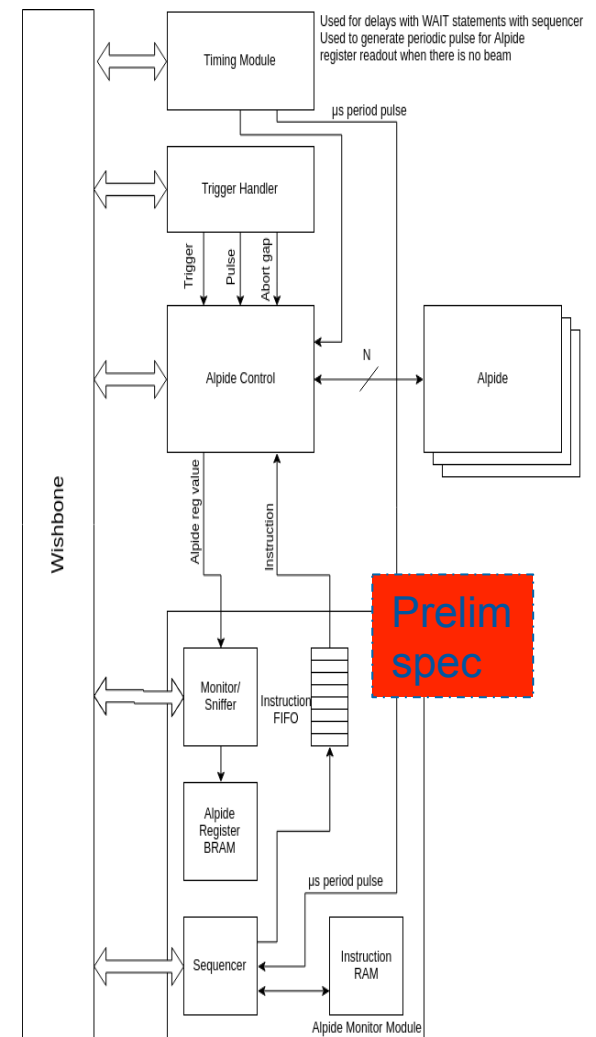 Used for delays with WAIT statements with sequencer
Used to generate periodic pulse for Alpide
register readout when there is no beam
Timing Module
µs period pulse
Trigger Handler
Trigger
Pulse
Abort gap
Alpide Control
N
Alpide
Wishbone
Alpide reg value
Instruction
Prelim
spec
Monitor/
Sniffer
Instruction
FIFO
Alpide
Register
BRAM
µs period pulse
Sequencer
Instruction
RAM
Alpide Monitor Module